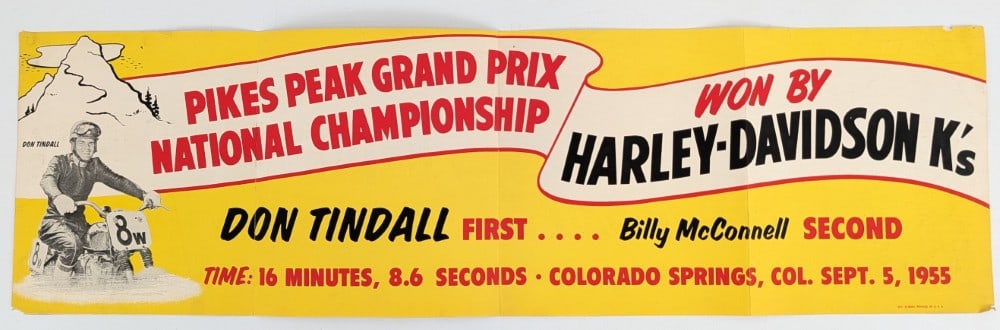 PIKES PEAK GRAND PRIX
NATIONAL CHAMPIONSHIP
WON BY
HARLEY-DAVIDSON K's
DON TINDALL
8W
DON TINDALL FIRST .... Billy McConnell SECOND
TIME: 16 MINUTES, 8.6 SECONDS · COLORADO SPRINGS, COL. SEPT. 5, 1955